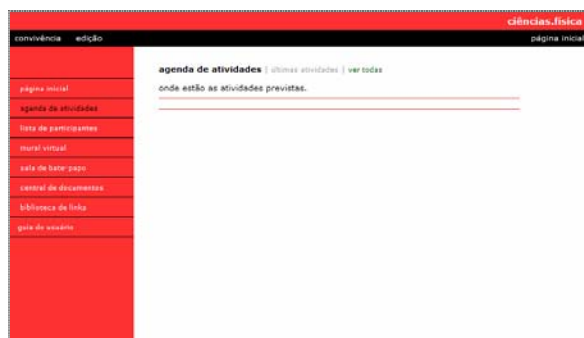 ciências.física
convivência edição página inicial
agenda de atividades | últimas atividades | ver todas
onde estão as atividades previstas.
página inicial
agenda de atividades
lista de participantes
mural virtual
sala de bate-papo
central de documentos
biblioteca de links
guia do usuário